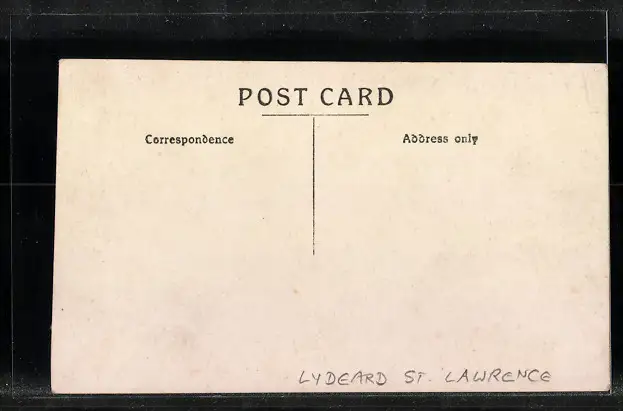 POST CARD
Correspondence
Address only
LYDEARD ST. LAWRENCE